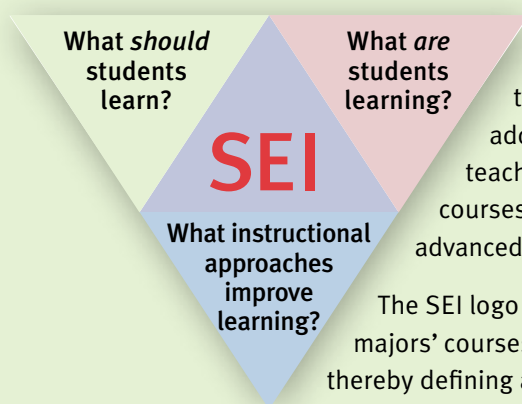 What should
students
learn?
What are
students
learning?
SEI
What instructional
approaches
improve
learning?
teach
courses
advanced
The SEI logo
majors’ courses
thereby defining a